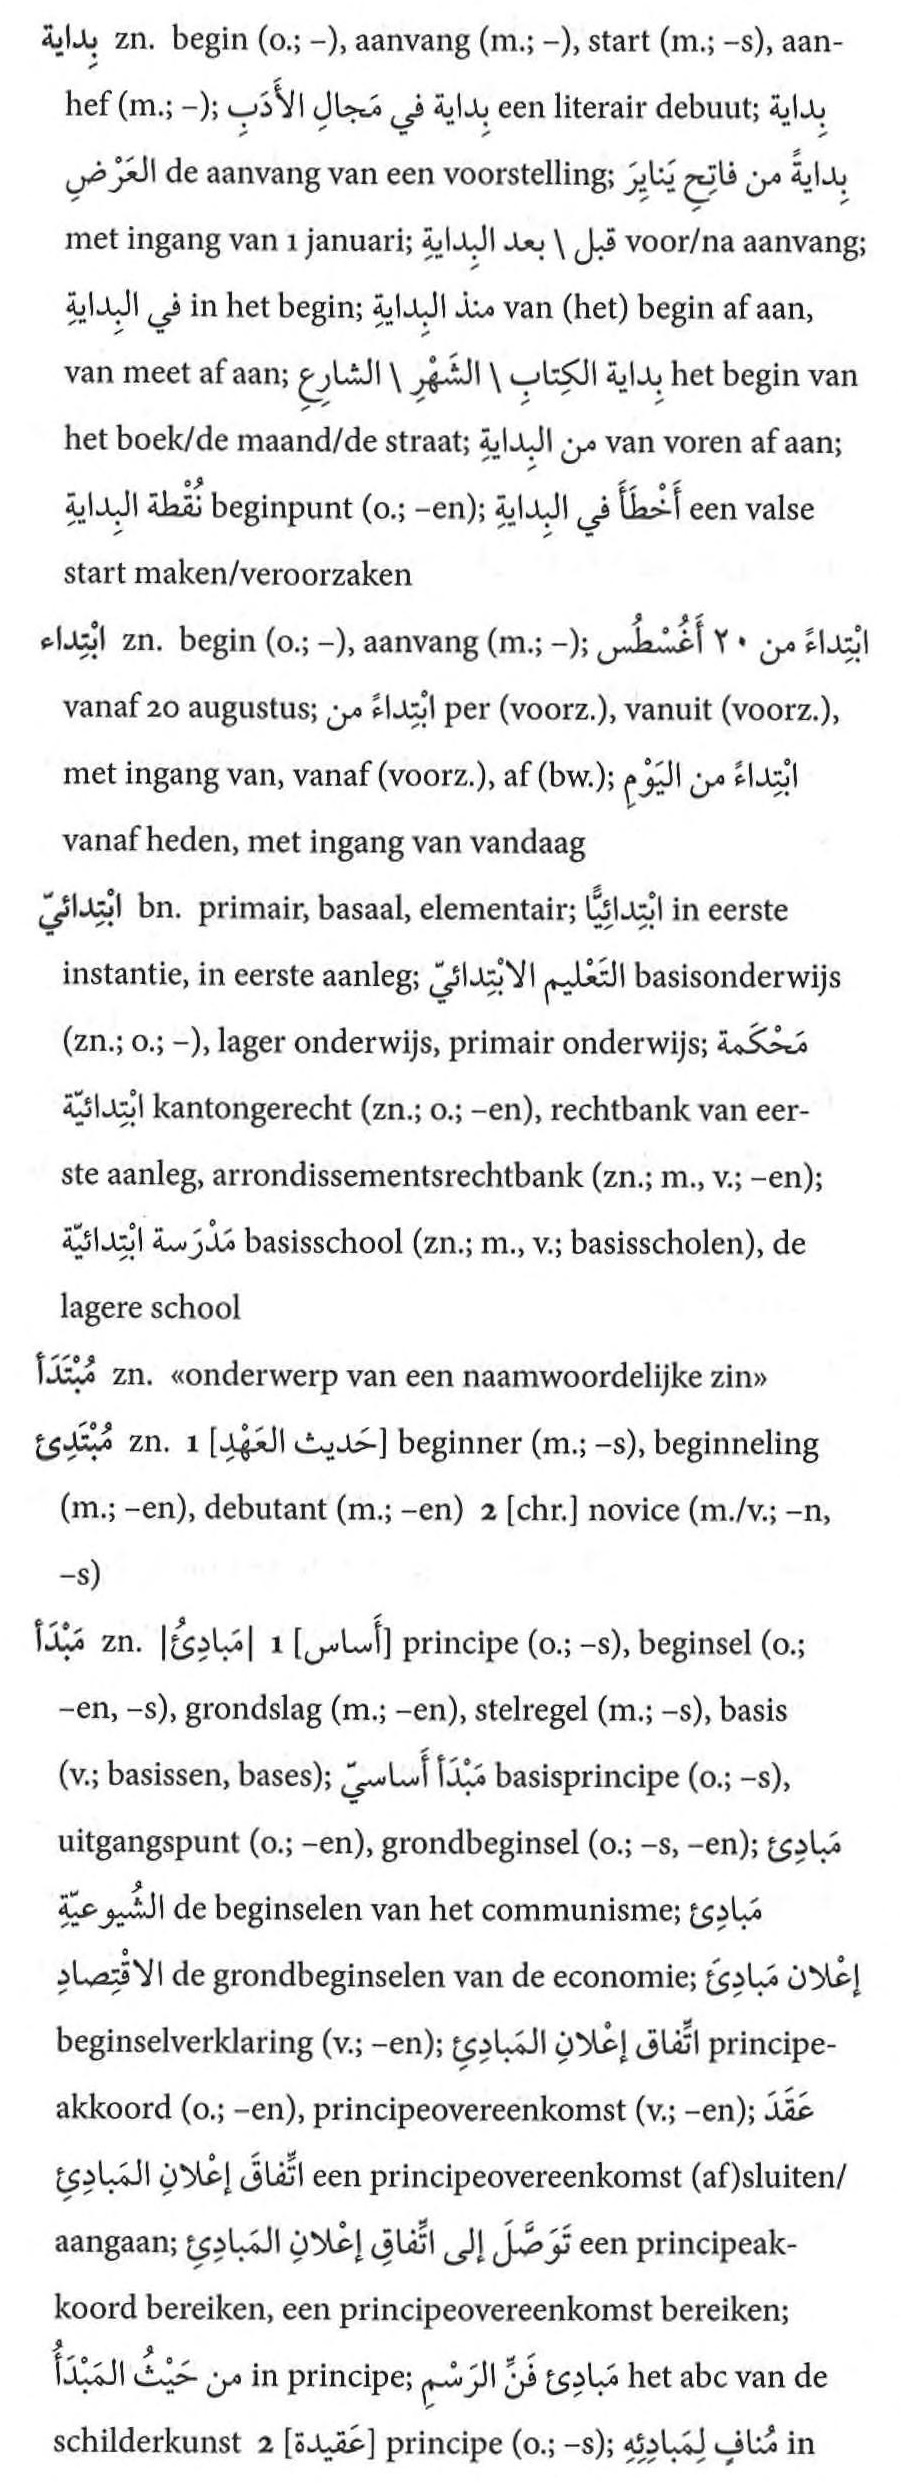 بِداية zn. begin (o.; –), aanvang (m.; –), start (m.; –s), aan-
hef (m.; –); بِداية في مَجالِ الأَدَبِ een literair debuut; بِداية
العَرْضِ de aanvang van een voorstelling; بِدايةً من فاتِحِ يَنايِرَ
met ingang van 1 januari; قبل \ بعد البِدايةِ voor/na aanvang;
في البِدايةِ in het begin; منذ البِدايةِ van (het) begin af aan,
van meet af aan; بِداية الكِتابِ \ الشَهْرِ \ الشارِعِ het begin van
het boek/de maand/de straat; من البِدايةِ van voren af aan;
نُقْطة البِدايةِ beginpunt (o.; –en); أَخْطَأَ في البِدايةِ een valse
start maken/veroorzaken
ابْتِداء zn. begin (o.; –), aanvang (m.; –); ابْتِداءً من ٢٠ أَغُسْطُس
vanaf 20 augustus; ابْتِداءً من per (voorz.), vanuit (voorz.),
met ingang van, vanaf (voorz.), af (bw.); ابْتِداءً من اليَوْمِ
vanaf heden, met ingang van vandaag
ابْتِدائيّ bn. primair, basaal, elementair; ابْتِدائِيًّا in eerste
instantie, in eerste aanleg; التَعْليم الابْتِدائيّ basisonderwijs
(zn.; o.; –), lager onderwijs, primair onderwijs; مَحْكَمة
ابْتِدائيّة kantongerecht (zn.; o.; –en), rechtbank van eer-
ste aanleg, arrondissementsrechtbank (zn.; m., v.; –en);
مَدْرَسة ابْتِدائيّة basisschool (zn.; m., v.; basisscholen), de
lagere school
مُبْتَدَأ zn. «onderwerp van een naamwoordelijke zin»
مُبْتَدِئ zn. 1 [حَديث العَهْدِ] beginner (m.; –s), beginneling
(m.; –en), debutant (m.; –en) 2 [chr.] novice (m./v.; –n,
–s)
مَبْدَأ zn. |مَبادِئُ| 1 [أَساس] principe (o.; –s), beginsel (o.;
–en, –s), grondslag (m.; –en), stelregel (m.; –s), basis
(v.; basissen, bases); مَبْدَأ أَساسيّ basisprincipe (o.; –s),
uitgangspunt (o.; –en), grondbeginsel (o.; –s, –en); مَبادِئ
الشُيوعيّةِ de beginselen van het communisme; مَبادِئ
الاقْتِصادِ de grondbeginselen van de economie; إعْلان مَبادِئَ
beginselverklaring (v.; –en); اتِّفاق إعْلانِ المَبادِئِ principe-
akkoord (o.; –en), principeovereenkomst (v.; –en); عَقَدَ
اتِّفاقَ إعْلانِ المَبادِئِ een principeovereenkomst (af)sluiten/
aangaan; تَوَصَّلَ إلى اتِّفاقِ إعْلانِ المَبادِئِ een principeak-
koord bereiken, een principeovereenkomst bereiken;
من حَيْثُ المَبْدَأُ in principe; مَبادِئ فَنِّ الرَسْمِ het abc van de
schilderkunst 2 [عَقيدة] principe (o.; –s); مُنافٍ لِمَبادِئِهِ in